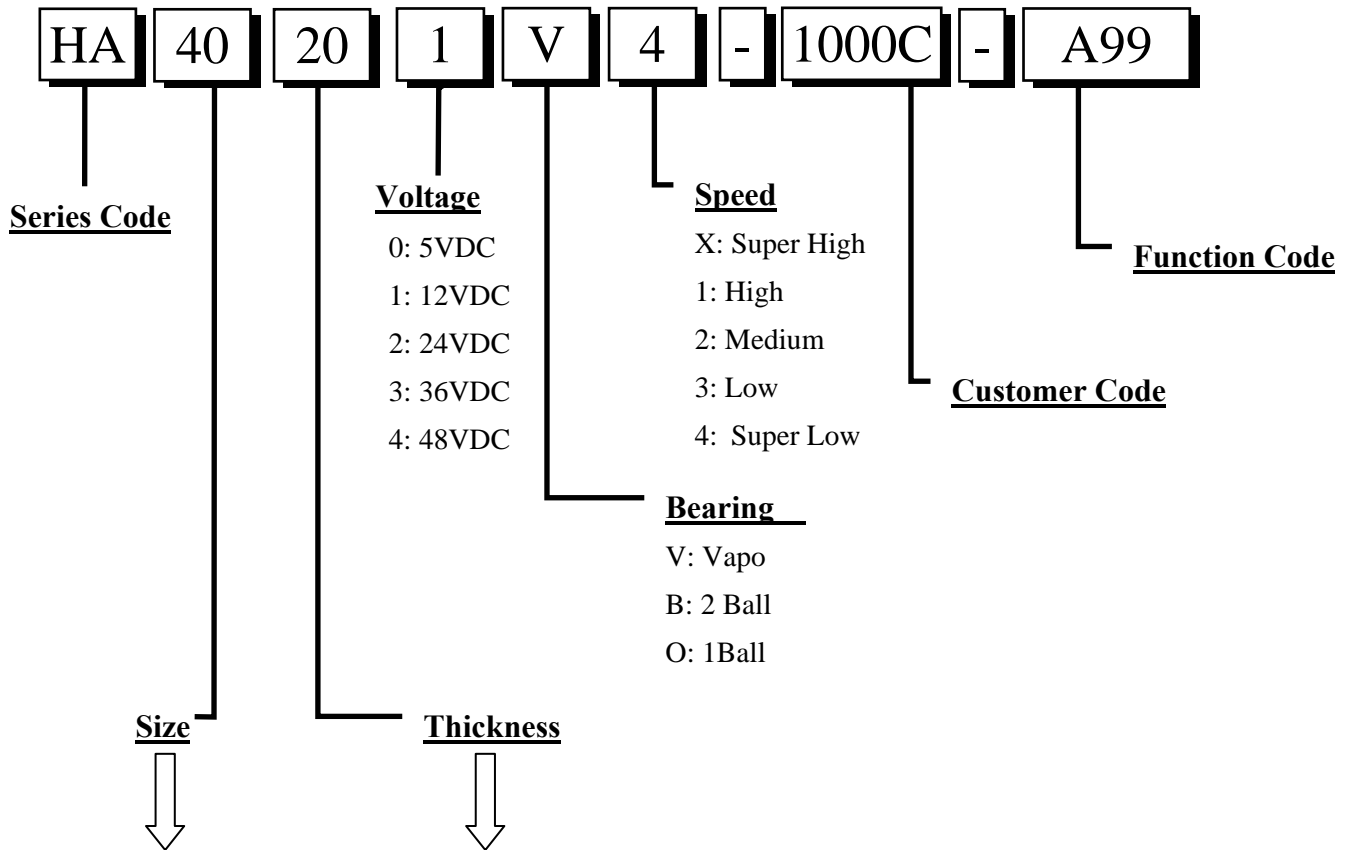 HA 40 20 1 V 4 - 1000C - A99
Series Code
Voltage
0: 5VDC
1: 12VDC
2: 24VDC
3: 36VDC
4: 48VDC
Speed
X: Super High
1: High
2: Medium
3: Low
4: Super Low
Function Code
Customer Code
Bearing
V: Vapo
B: 2 Ball
O: 1Ball
Size
Thickness